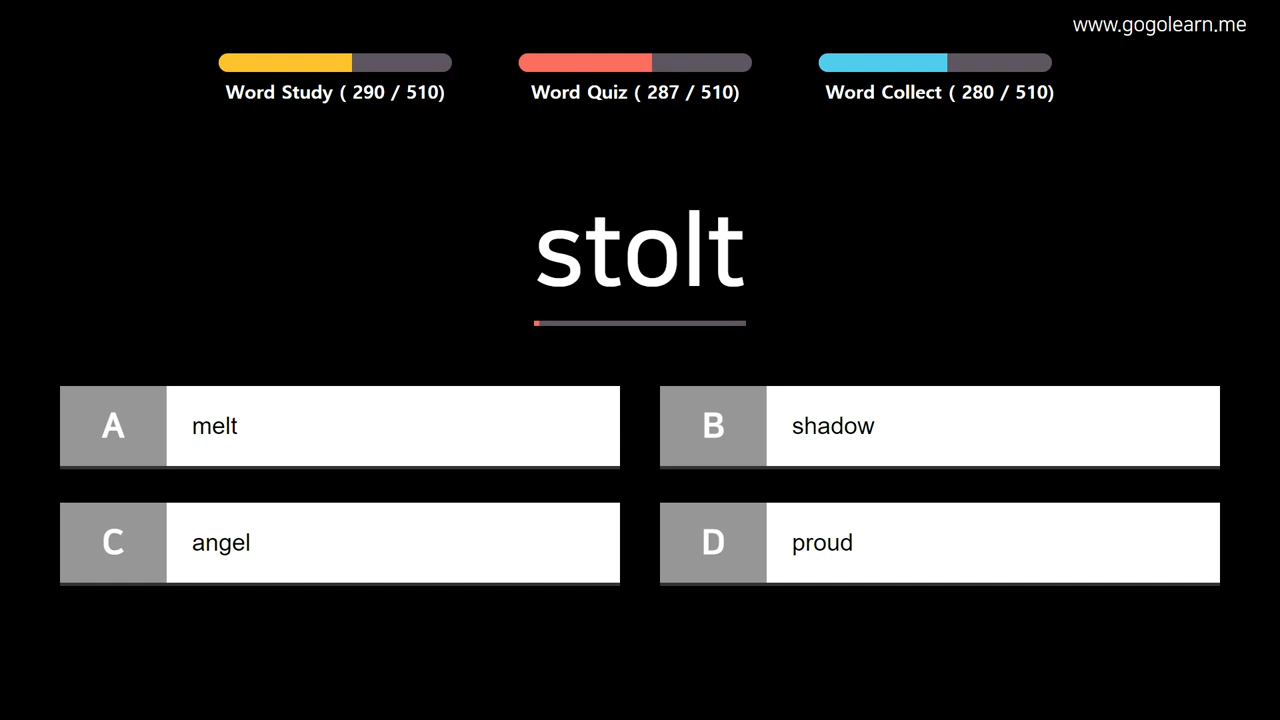 www.gogolearn.me
Word Study ( 290 / 510)
Word Quiz ( 287 / 510)
Word Collect ( 280 / 510)
stolt
A melt
B shadow
C angel
D proud